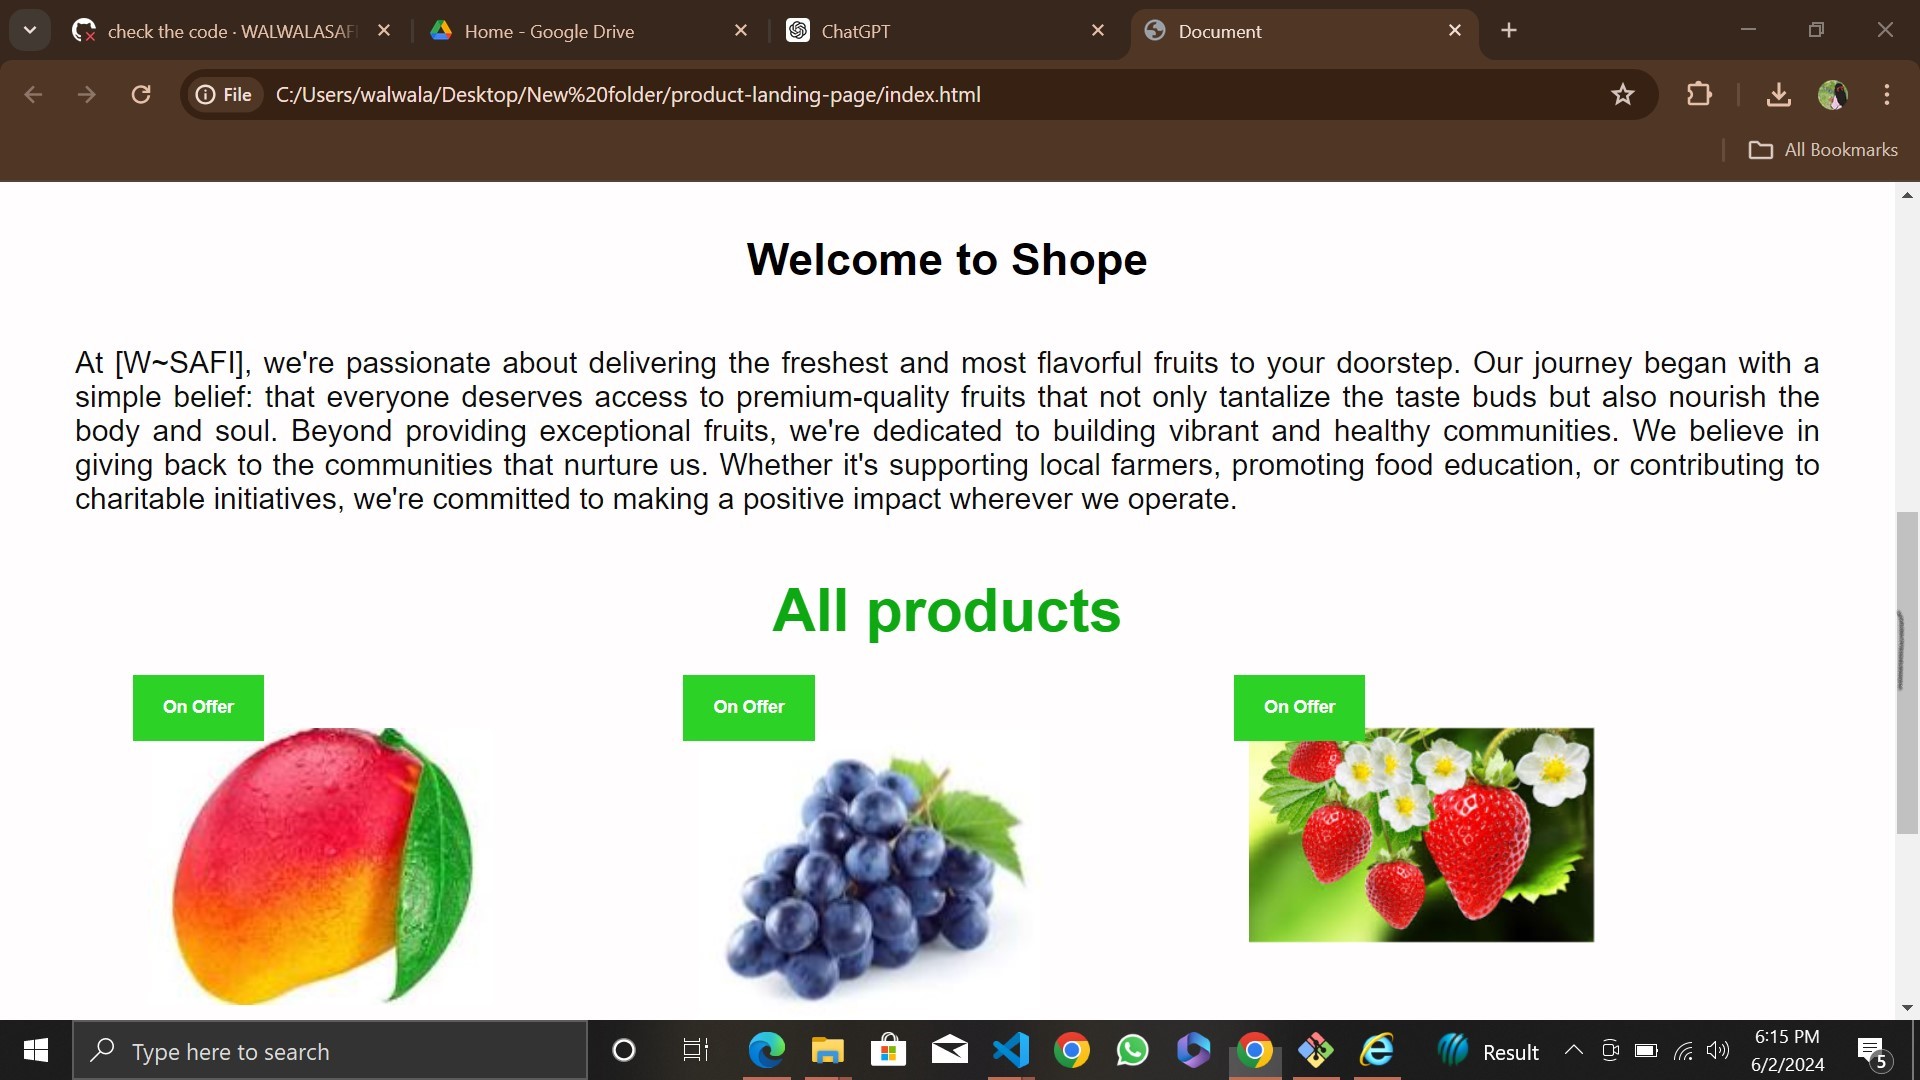 check the code · WALWALASAFI
Home - Google Drive
ChatGPT
Document
File
C:/Users/walwala/Desktop/New%20folder/product-landing-page/index.html
All Bookmarks
Welcome to Shope
At [W~SAFI], we're passionate about delivering the freshest and most flavorful fruits to your doorstep. Our journey began with a
simple belief: that everyone deserves access to premium-quality fruits that not only tantalize the taste buds but also nourish the
body and soul. Beyond providing exceptional fruits, we're dedicated to building vibrant and healthy communities. We believe in
giving back to the communities that nurture us. Whether it's supporting local farmers, promoting food education, or contributing to
charitable initiatives, we're committed to making a positive impact wherever we operate.
All products
On Offer
On Offer
On Offer
Type here to search
Result
6:15 PM
6/2/2024
5